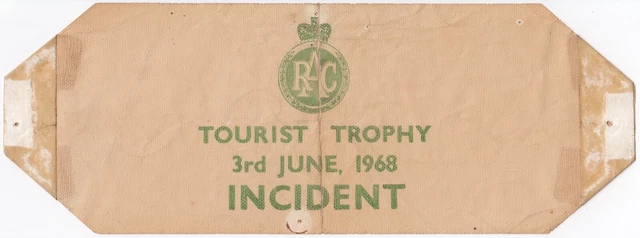 RAC
TOURIST TROPHY
3rd JUNE, 1968
INCIDENT